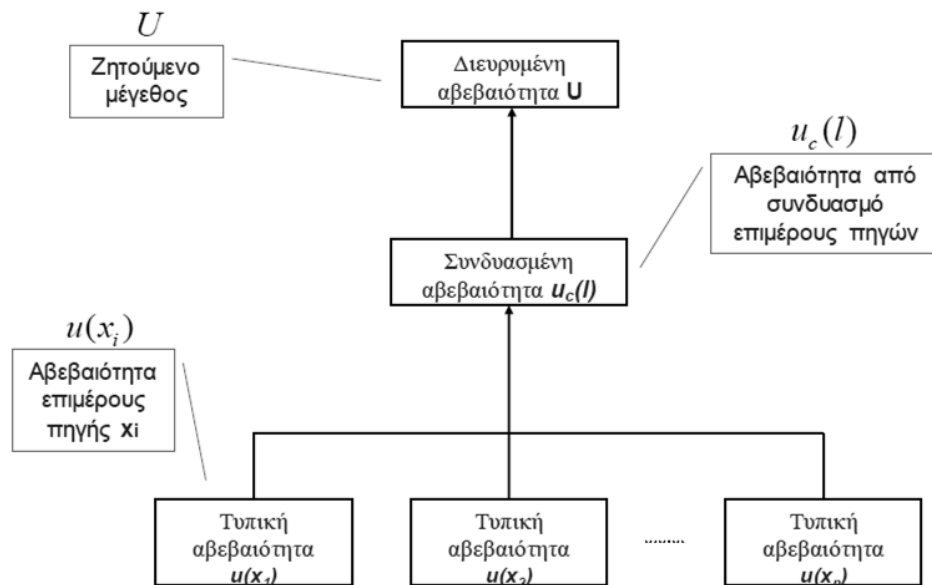 U
Ζητούμενο
μέγεθος
Διευρυμένη
αβεβαιότητα U
u_c(l)
Αβεβαιότητα από
συνδυασμό
επιμέρους πηγών
Συνδυασμένη
αβεβαιότητα u_c(l)
u(x_i)
Αβεβαιότητα
επιμέρους
πηγής xi
Τυπική
αβεβαιότητα
u(x_1)
Τυπική
αβεβαιότητα
u(x_2)
.........
Τυπική
αβεβαιότητα
u(x_n)